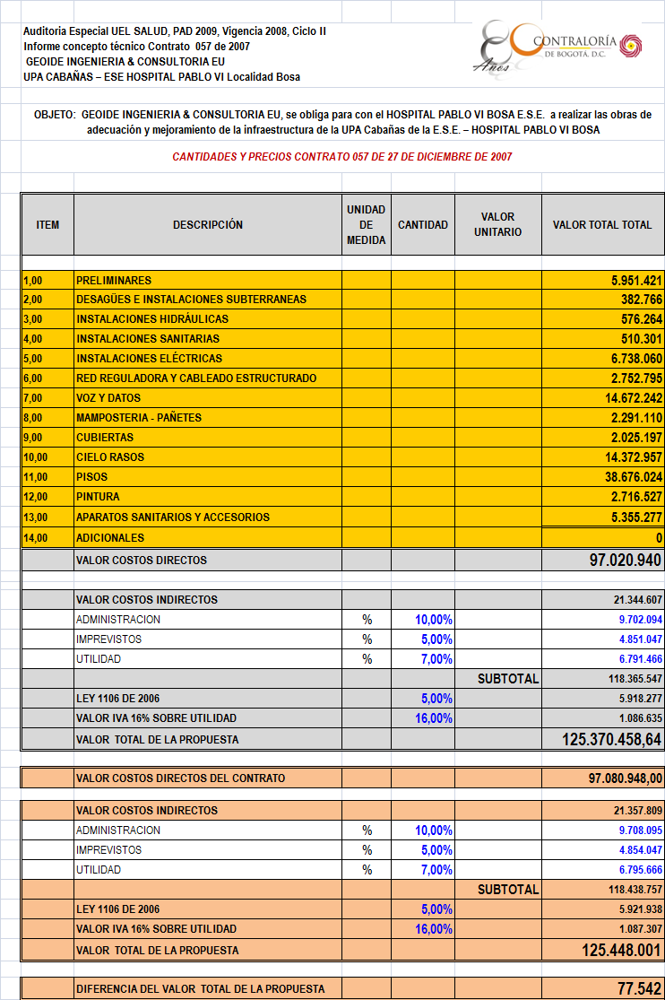 Auditoria Especial UEL SALUD, PAD 2009, Vigencia 2008, Ciclo II
Informe concepto técnico Contrato 057 de 2007
GEOIDE INGENIERIA & CONSULTORIA EU
UPA CABAÑAS – ESE HOSPITAL PABLO VI Localidad Bosa
80 Años
CONTRALORÍA
DE BOGOTÁ, D.C.
OBJETO: GEOIDE INGENIERIA & CONSULTORIA EU, se obliga para con el HOSPITAL PABLO VI BOSA E.S.E. a realizar las obras de
adecuación y mejoramiento de la infraestructura de la UPA Cabañas de la E.S.E. – HOSPITAL PABLO VI BOSA
CANTIDADES Y PRECIOS CONTRATO 057 DE 27 DE DICIEMBRE DE 2007
ITEM DESCRIPCIÓN UNIDAD DE MEDIDA CANTIDAD VALOR UNITARIO VALOR TOTAL TOTAL
1,00 PRELIMINARES 5.951.421
2,00 DESAGÜES E INSTALACIONES SUBTERRANEAS 382.766
3,00 INSTALACIONES HIDRÁULICAS 576.264
4,00 INSTALACIONES SANITARIAS 510.301
5,00 INSTALACIONES ELÉCTRICAS 6.738.060
6,00 RED REGULADORA Y CABLEADO ESTRUCTURADO 2.752.795
7,00 VOZ Y DATOS 14.672.242
8,00 MAMPOSTERIA - PAÑETES 2.291.110
9,00 CUBIERTAS 2.025.197
10,00 CIELO RASOS 14.372.957
11,00 PISOS 38.676.024
12,00 PINTURA 2.716.527
13,00 APARATOS SANITARIOS Y ACCESORIOS 5.355.277
14,00 ADICIONALES 0
VALOR COSTOS DIRECTOS 97.020.940
VALOR COSTOS INDIRECTOS 21.344.607
ADMINISTRACION % 10,00% 9.702.094
IMPREVISTOS % 5,00% 4.851.047
UTILIDAD % 7,00% 6.791.466
SUBTOTAL 118.365.547
LEY 1106 DE 2006 5,00% 5.918.277
VALOR IVA 16% SOBRE UTILIDAD 16,00% 1.086.635
VALOR TOTAL DE LA PROPUESTA 125.370.458,64
VALOR COSTOS DIRECTOS DEL CONTRATO 97.080.948,00
VALOR COSTOS INDIRECTOS 21.357.809
ADMINISTRACION % 10,00% 9.708.095
IMPREVISTOS % 5,00% 4.854.047
UTILIDAD % 7,00% 6.795.666
SUBTOTAL 118.438.757
LEY 1106 DE 2006 5,00% 5.921.938
VALOR IVA 16% SOBRE UTILIDAD 16,00% 1.087.307
VALOR TOTAL DE LA PROPUESTA 125.448.001
DIFERENCIA DEL VALOR TOTAL DE LA PROPUESTA 77.542